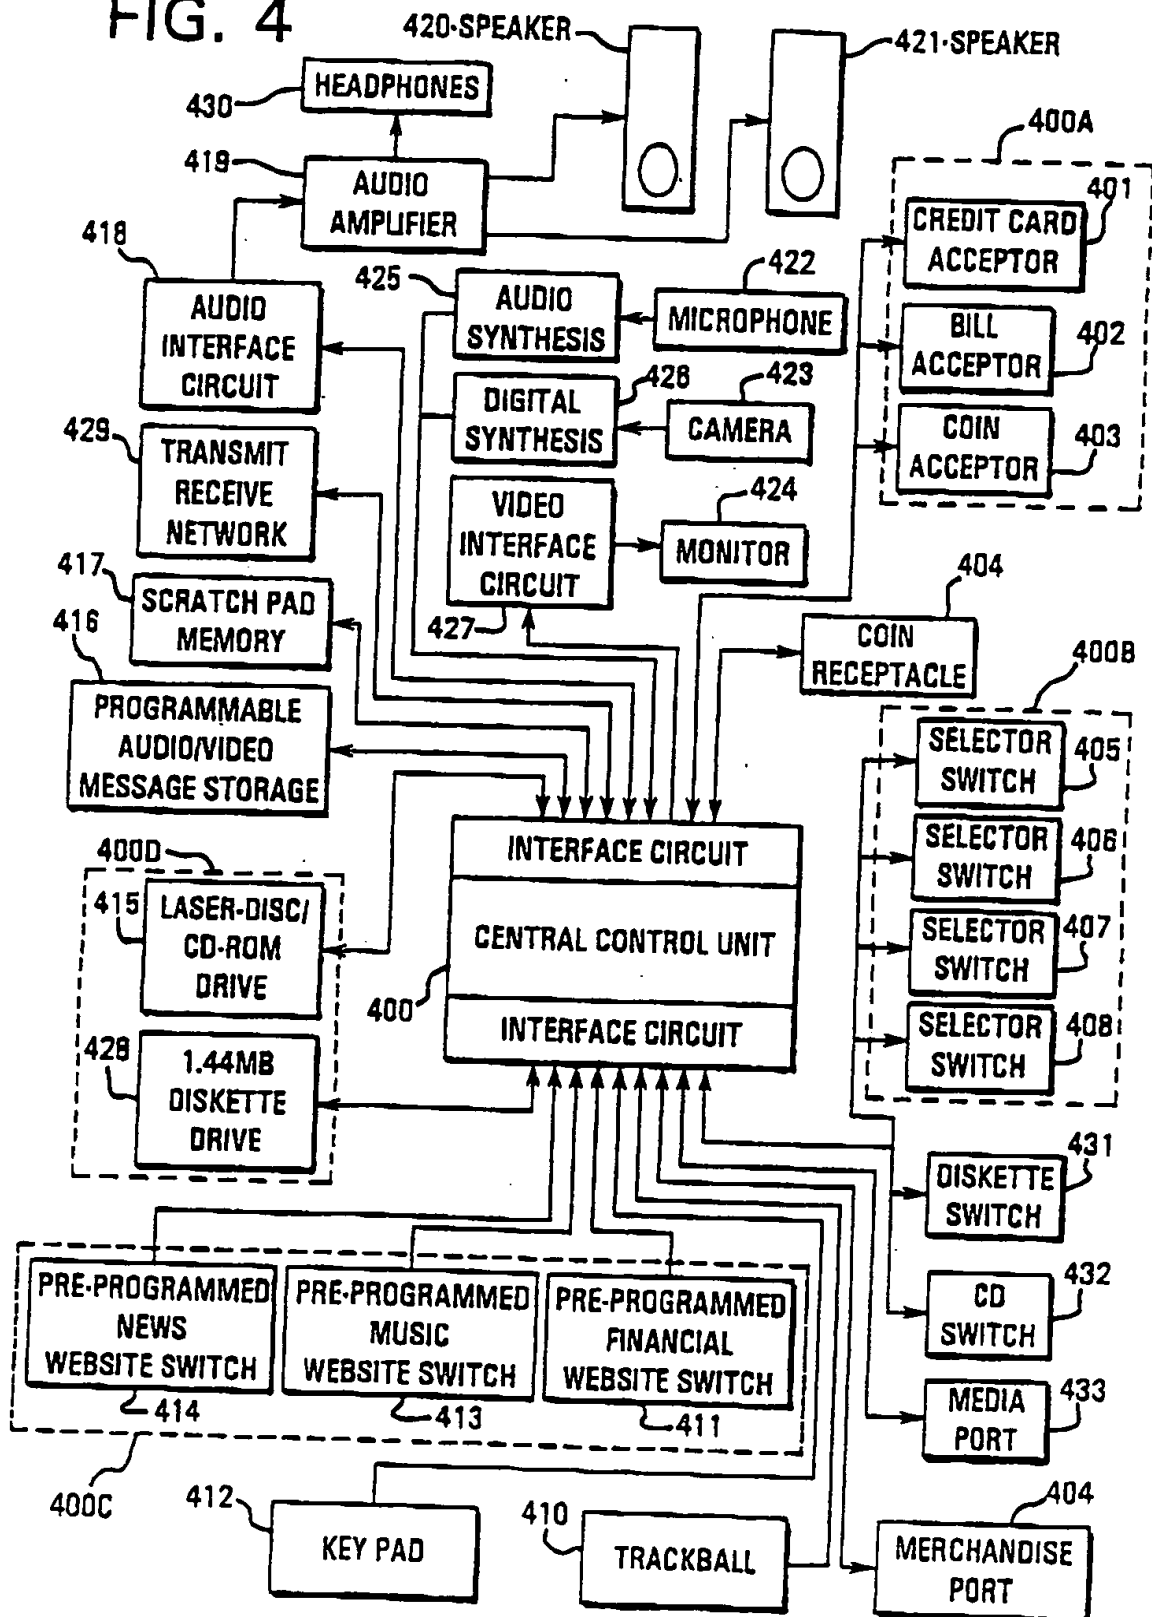 FIG. 4
420·SPEAKER
421·SPEAKER
HEADPHONES
430
419
AUDIO
AMPLIFIER
400A
401
CREDIT CARD
ACCEPTOR
418
AUDIO
INTERFACE
CIRCUIT
425
AUDIO
SYNTHESIS
422
MICROPHONE
BILL
ACCEPTOR
402
428
DIGITAL
SYNTHESIS
423
CAMERA
COIN
ACCEPTOR
403
429
TRANSMIT
RECEIVE
NETWORK
VIDEO
INTERFACE
CIRCUIT
427
424
MONITOR
417
SCRATCH PAD
MEMORY
404
COIN
RECEPTACLE
416
PROGRAMMABLE
AUDIO/VIDEO
MESSAGE STORAGE
400B
SELECTOR
SWITCH
405
SELECTOR
SWITCH
406
SELECTOR
SWITCH
407
SELECTOR
SWITCH
408
INTERFACE CIRCUIT
CENTRAL CONTROL UNIT
400
INTERFACE CIRCUIT
400D
415
LASER-DISC/
CD-ROM
DRIVE
428
1.44MB
DISKETTE
DRIVE
DISKETTE
SWITCH
431
CD
SWITCH
432
MEDIA
PORT
433
PRE-PROGRAMMED
NEWS
WEBSITE SWITCH
414
PRE-PROGRAMMED
MUSIC
WEBSITE SWITCH
413
PRE-PROGRAMMED
FINANCIAL
WEBSITE SWITCH
411
400C
412
KEY PAD
410
TRACKBALL
404
MERCHANDISE
PORT